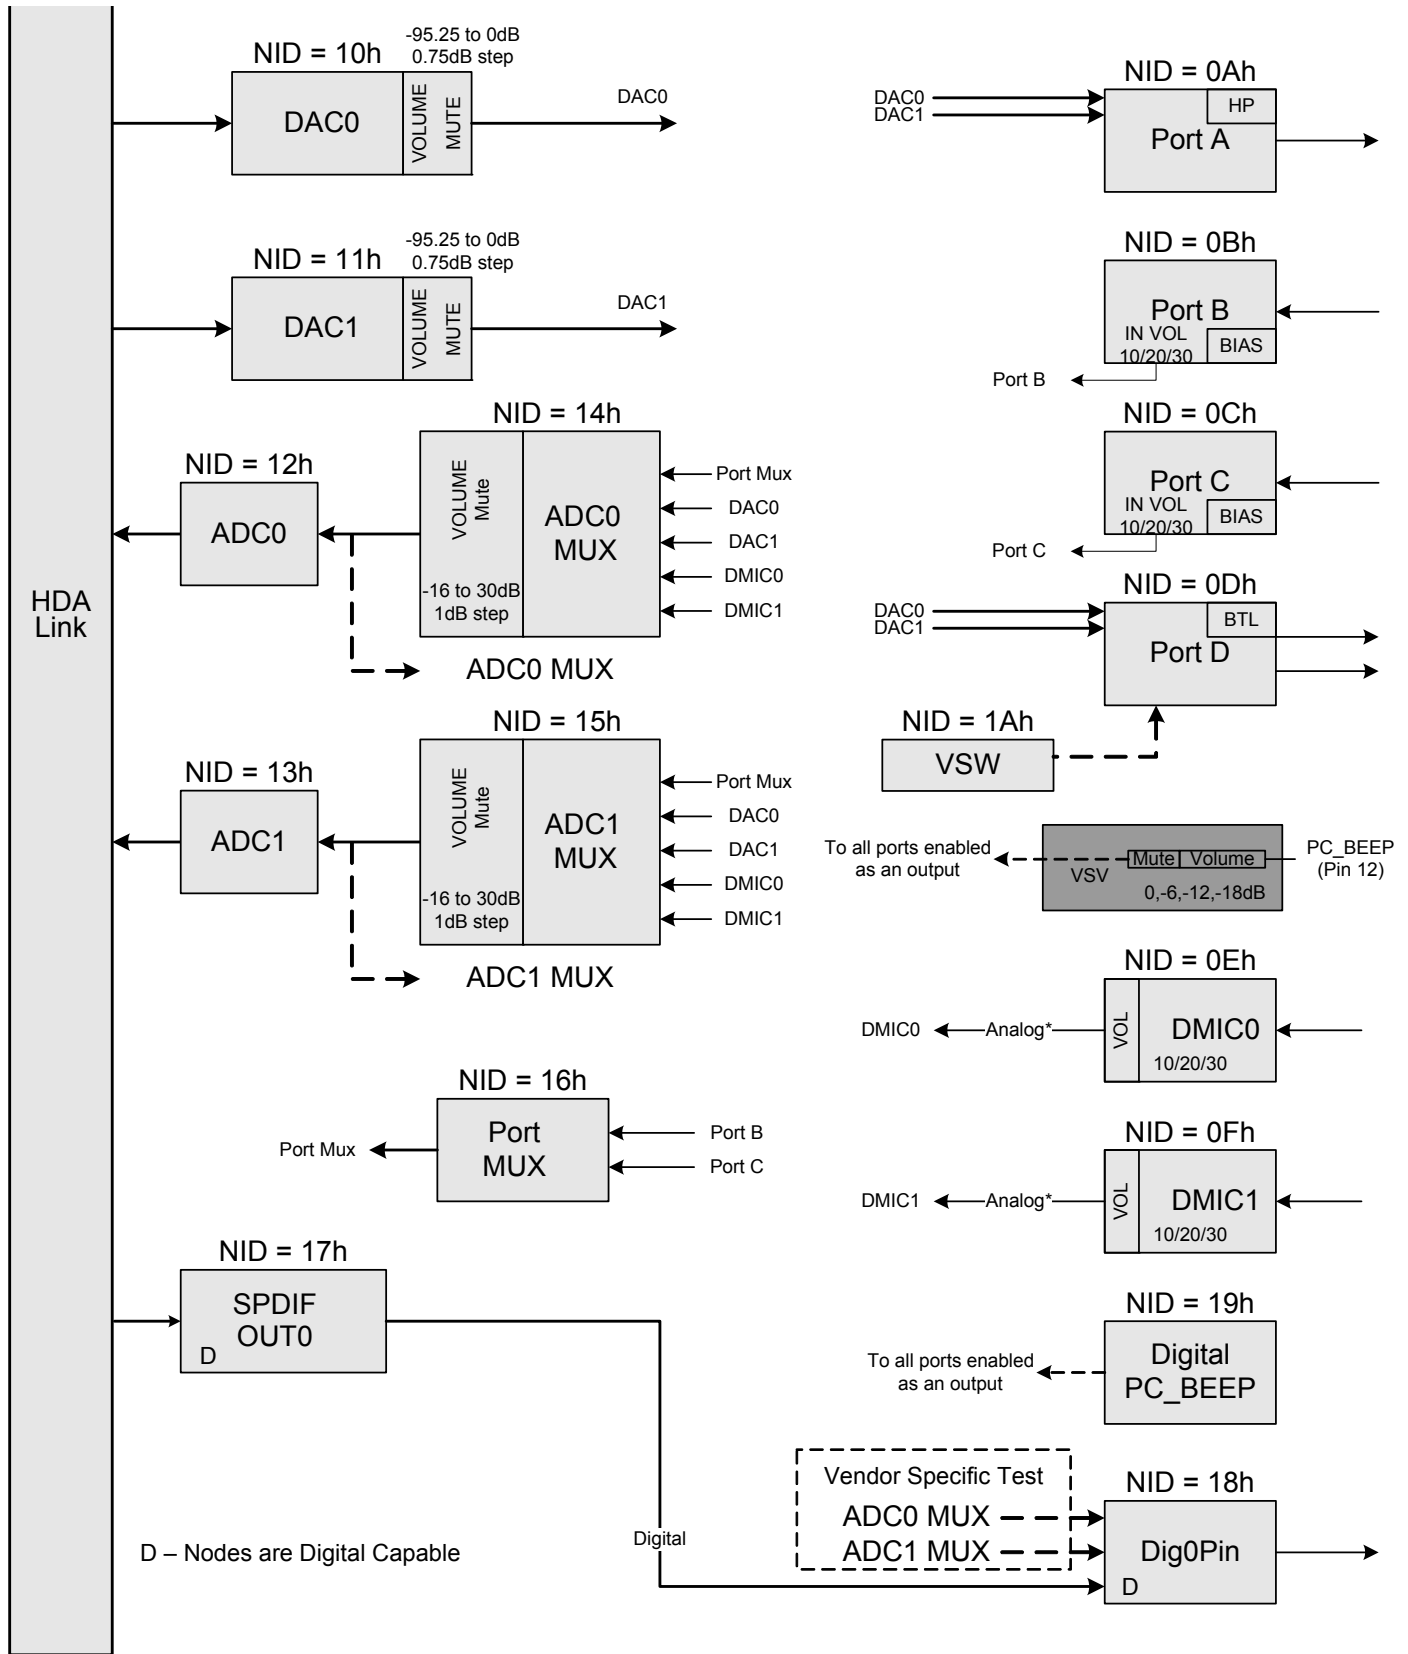 HDA
Link
NID = 10h
-95.25 to 0dB
0.75dB step
DAC0
VOLUME
MUTE
DAC0
NID = 11h
-95.25 to 0dB
0.75dB step
DAC1
VOLUME
MUTE
DAC1
NID = 14h
NID = 12h
ADC0
VOLUME
Mute
-16 to 30dB
1dB step
ADC0
MUX
Port Mux
DAC0
DAC1
DMIC0
DMIC1
ADC0 MUX
NID = 15h
NID = 13h
ADC1
VOLUME
Mute
-16 to 30dB
1dB step
ADC1
MUX
Port Mux
DAC0
DAC1
DMIC0
DMIC1
ADC1 MUX
NID = 16h
Port Mux
Port
MUX
Port B
Port C
NID = 17h
SPDIF
OUT0
D
Digital
D – Nodes are Digital Capable
NID = 0Ah
DAC0
DAC1
HP
Port A
NID = 0Bh
Port B
IN VOL
10/20/30
BIAS
Port B
NID = 0Ch
Port C
IN VOL
10/20/30
BIAS
Port C
NID = 0Dh
DAC0
DAC1
BTL
Port D
NID = 1Ah
VSW
To all ports enabled
as an output
VSV
Mute
Volume
0,-6,-12,-18dB
PC_BEEP
(Pin 12)
NID = 0Eh
DMIC0
Analog*
VOL
DMIC0
10/20/30
NID = 0Fh
DMIC1
Analog*
VOL
DMIC1
10/20/30
NID = 19h
To all ports enabled
as an output
Digital
PC_BEEP
Vendor Specific Test
ADC0 MUX
ADC1 MUX
NID = 18h
Dig0Pin
D